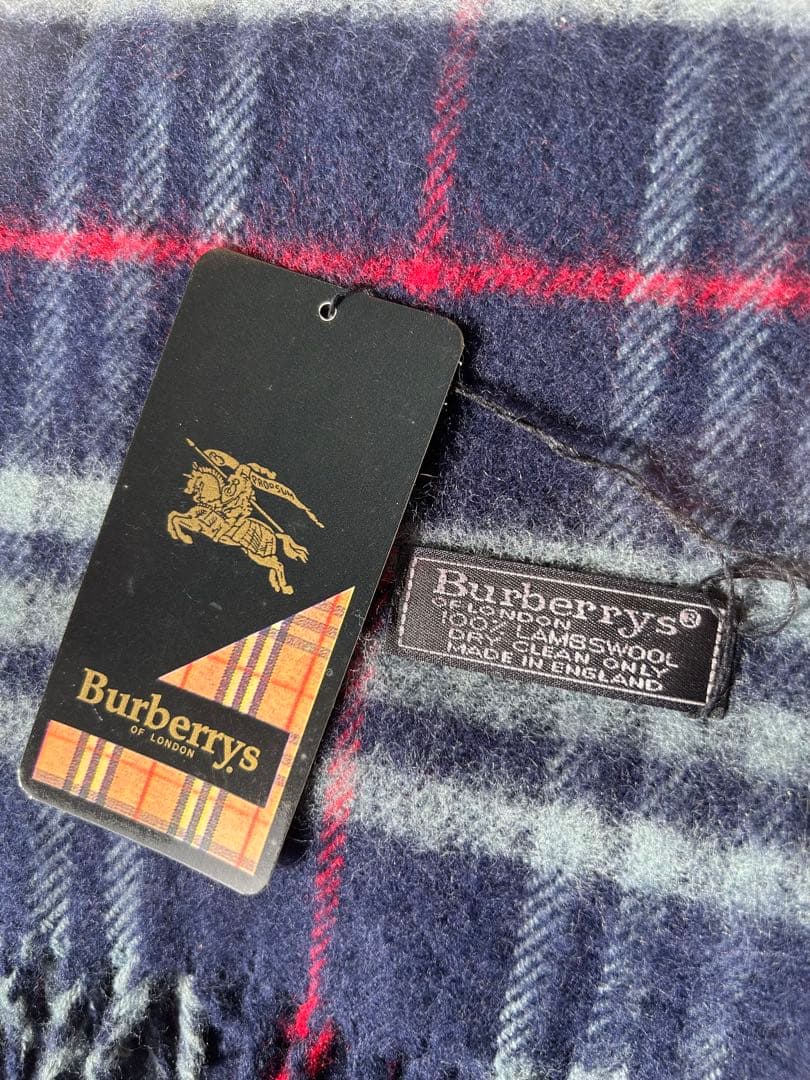 PRORSUM
Burberrys
OF LONDON
Burberrys®
OF LONDON
100% LAMBSWOOL
DRY CLEAN ONLY
MADE IN ENGLAND